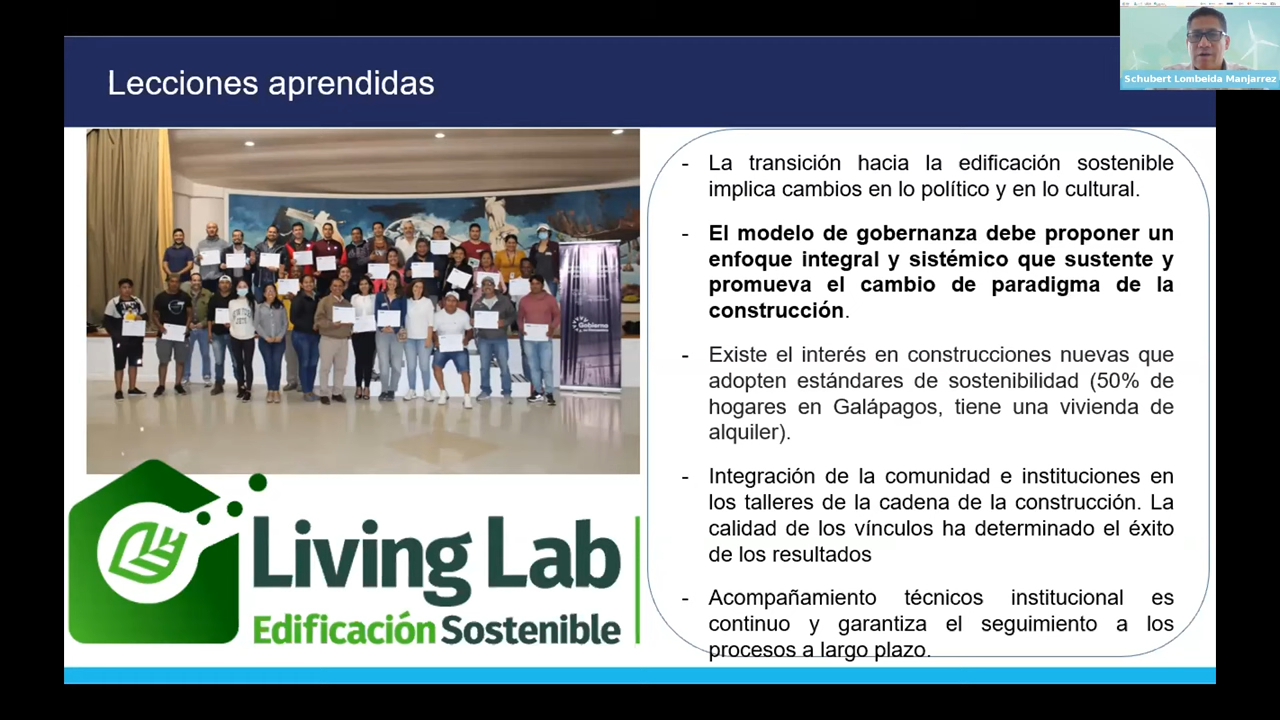 Schubert Lombeida Manjarrez
Lecciones aprendidas
- La transición hacia la edificación sostenible
implica cambios en lo político y en lo cultural.
- El modelo de gobernanza debe proponer un
enfoque integral y sistémico que sustente y
promueva el cambio de paradigma de la
construcción.
- Existe el interés en construcciones nuevas que
adopten estándares de sostenibilidad (50% de
hogares en Galápagos, tiene una vivienda de
alquiler).
- Integración de la comunidad e instituciones en
los talleres de la cadena de la construcción. La
calidad de los vínculos ha determinado el éxito
de los resultados
- Acompañamiento técnicos institucional es
continuo y garantiza el seguimiento a los
procesos a largo plazo.
Gobierno
Living Lab
Edificación Sostenible